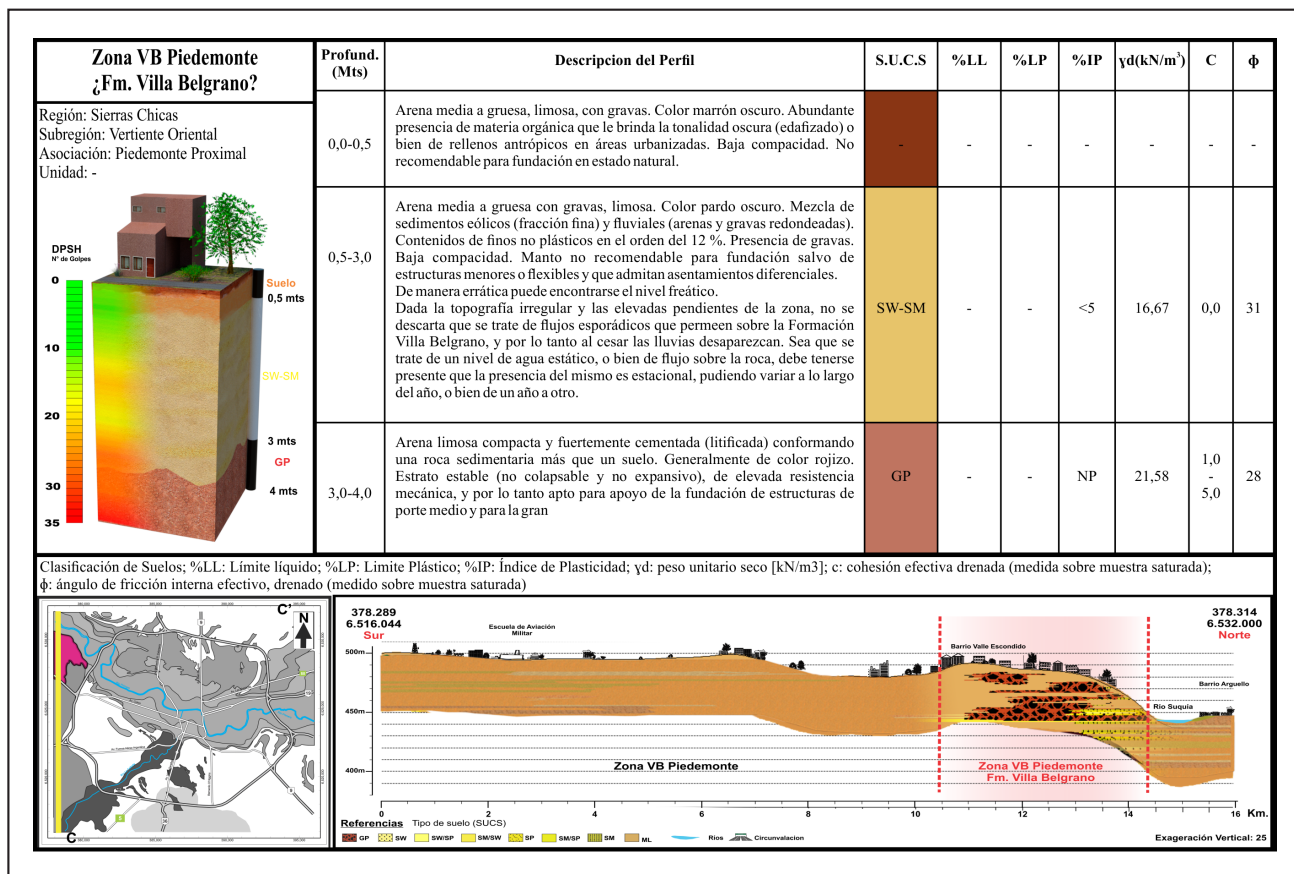 Zona VB Piedemonte
¿Fm. Villa Belgrano?
Región: Sierras Chicas
Subregión: Vertiente Oriental
Asociación: Piedemonte Proximal
Unidad: -
DPSH
N° de Golpes
0
10
20
30
35
Suelo
0,5 mts
SW-SM
3 mts
GP
4 mts
Profund. (Mts)
Descripcion del Perfil
S.U.C.S
%LL
%LP
%IP
γd(kN/m³)
C
ϕ
0,0-0,5
Arena media a gruesa, limosa, con gravas. Color marrón oscuro. Abundante
presencia de materia orgánica que le brinda la tonalidad oscura (edafizado) o
bien de rellenos antrópicos en áreas urbanizadas. Baja compacidad. No
recomendable para fundación en estado natural.
- - - - - - -
0,5-3,0
Arena media a gruesa con gravas, limosa. Color pardo oscuro. Mezcla de
sedimentos eólicos (fracción fina) y fluviales (arenas y gravas redondeadas).
Contenidos de finos no plásticos en el orden del 12 %. Presencia de gravas.
Baja compacidad. Manto no recomendable para fundación salvo de
estructuras menores o flexibles y que admitan asentamientos diferenciales.
De manera errática puede encontrarse el nivel freático.
Dada la topografía irregular y las elevadas pendientes de la zona, no se
descarta que se trate de flujos esporádicos que permeen sobre la Formación
Villa Belgrano, y por lo tanto al cesar las lluvias desaparezcan. Sea que se
trate de un nivel de agua estático, o bien de flujo sobre la roca, debe tenerse
presente que la presencia del mismo es estacional, pudiendo variar a lo largo
del año, o bien de un año a otro.
SW-SM - - <5 16,67 0,0 31
3,0-4,0
Arena limosa compacta y fuertemente cementada (litificada) conformando
una roca sedimentaria más que un suelo. Generalmente de color rojizo.
Estrato estable (no colapsable y no expansivo), de elevada resistencia
mecánica, y por lo tanto apto para apoyo de la fundación de estructuras de
porte medio y para la gran
GP - - NP 21,58 1,0 - 5,0 28
Clasificación de Suelos; %LL: Límite líquido; %LP: Limite Plástico; %IP: Índice de Plasticidad; γd: peso unitario seco [kN/m3]; c: cohesión efectiva drenada (medida sobre muestra saturada);
ϕ: ángulo de fricción interna efectivo, drenado (medido sobre muestra saturada)
C'
N
C
378.289
6.516.044
Sur
378.314
6.532.000
Norte
Escuela de Aviación
Militar
Barrio Valle Escondido
Barrio Arguello
Rio Suquia
500m
450m
400m
Zona VB Piedemonte
Zona VB Piedemonte
Fm. Villa Belgrano
0 2 4 6 8 10 12 14 16 Km.
Referencias Tipo de suelo (SUCS)
GP SW SW/SP SM/SW SP SM/SP SM ML Rios Circunvalacion
Exageración Vertical: 25